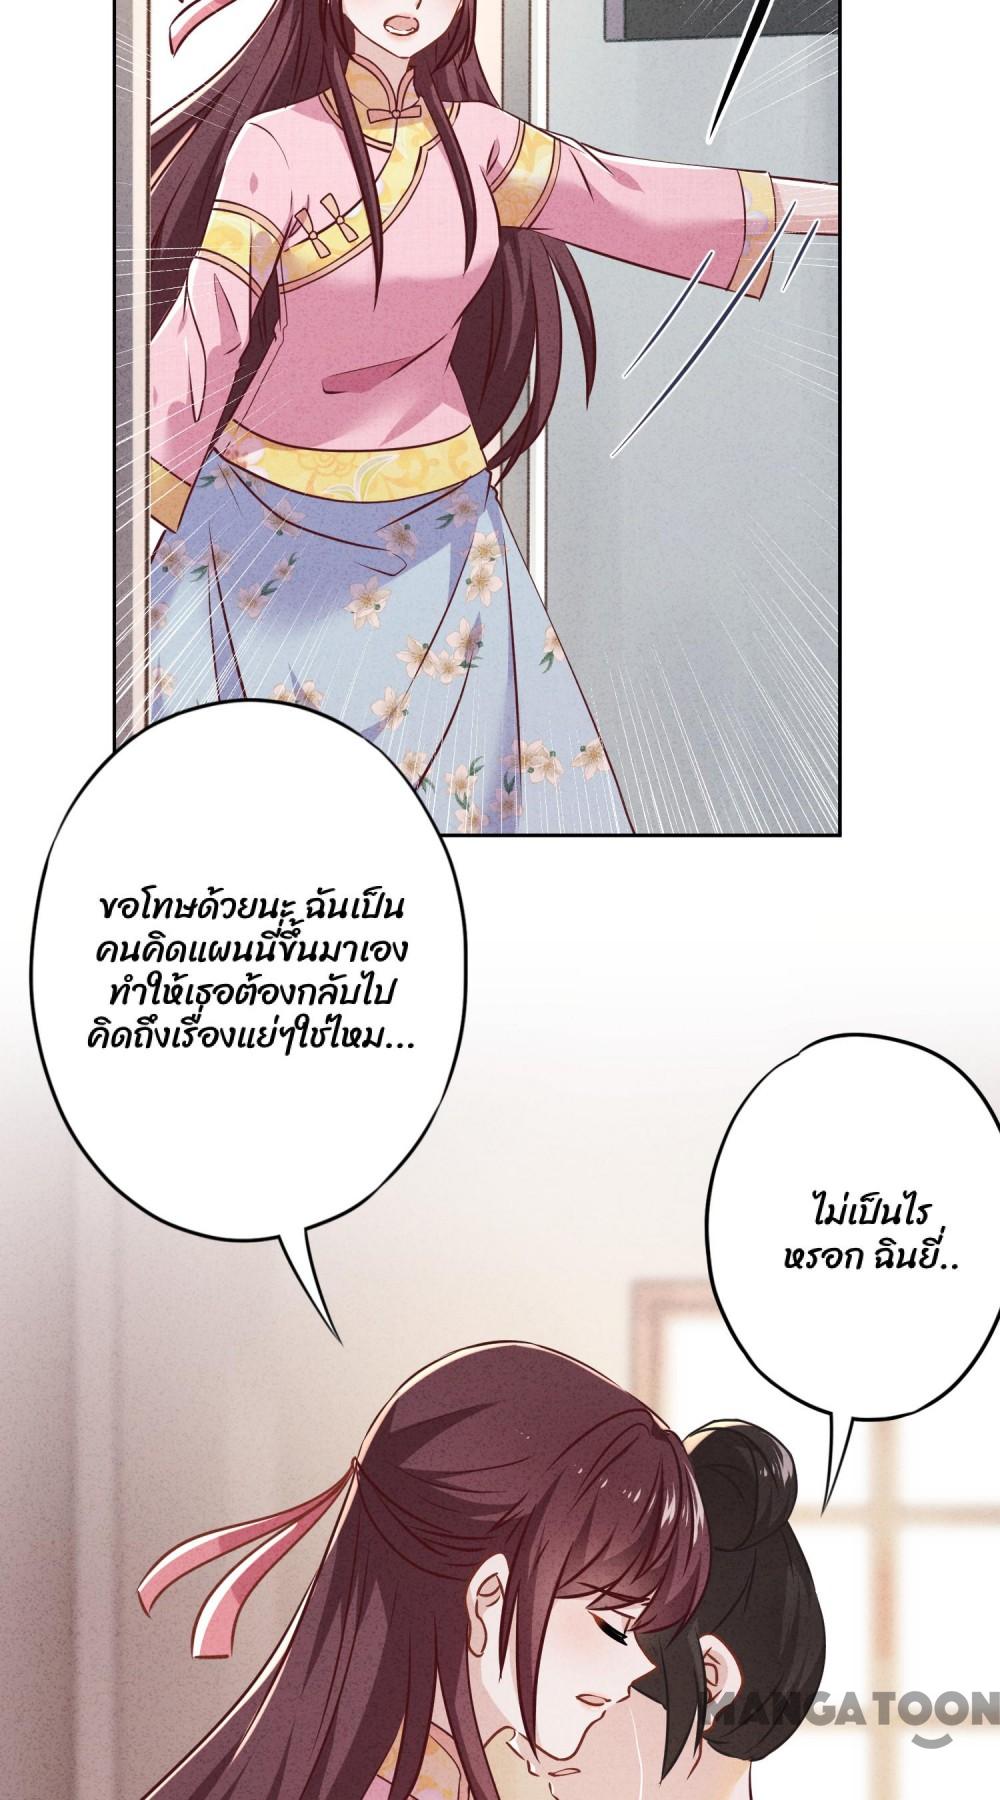 ขอโทษด้วยนะ ฉันเป็น
คนคิดแผนนี่ขึ้นมาเอง
ทำให้เธอต้องกลับไป
คิดถึงเรื่องแย่ๆใช่ไหม...
ไม่เป็นไร
หรอก ฉินยี่..
MANGATOON